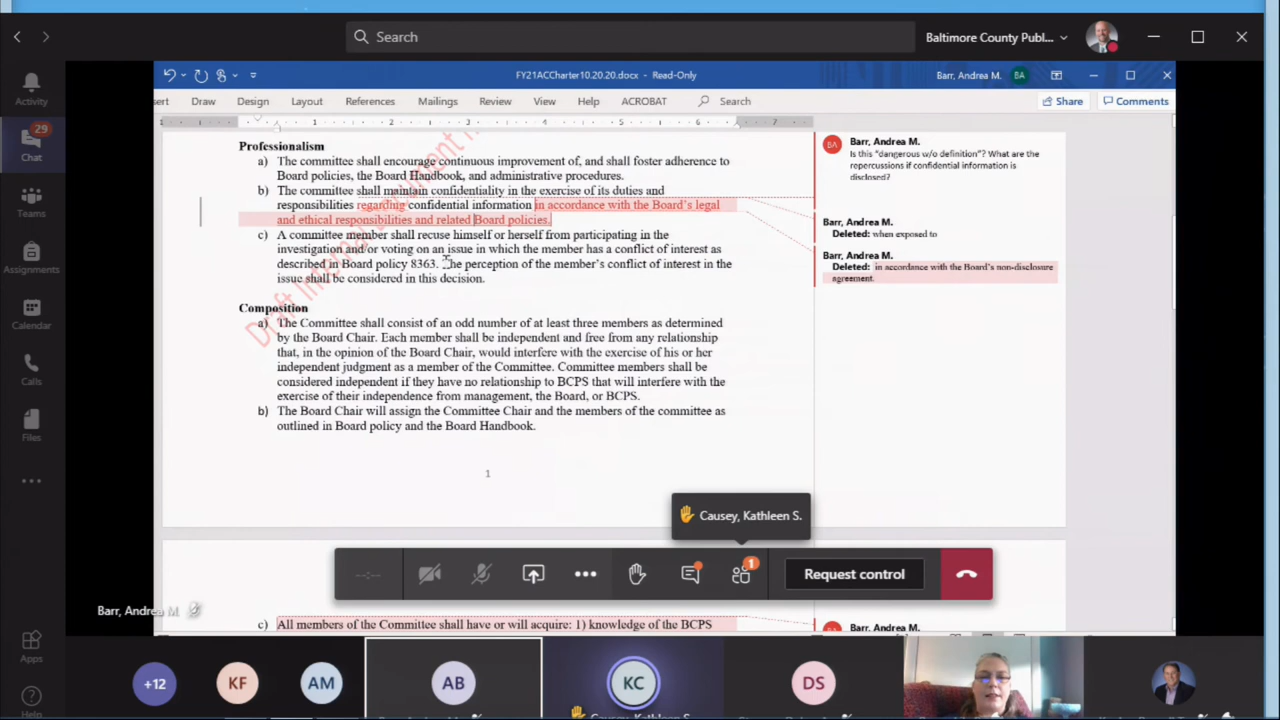 Search
Baltimore County Publ...
FY21ACCharter10.20.20.docx - Read-Only
Barr, Andrea M.
BA
Draw
Design
Layout
References
Mailings
Review
View
Help
ACROBAT
Search
Share
Comments
Activity
29
Chat
Teams
Assignments
Calendar
Calls
Files
Apps
Help
1
2
3
4
5
6
7
Professionalism
a) The committee shall encourage continuous improvement of, and shall foster adherence to
Board policies, the Board Handbook, and administrative procedures.
b) The committee shall maintain confidentiality in the exercise of its duties and
responsibilities regarding confidential information in accordance with the Board's legal
and ethical responsibilities and related Board policies.
c) A committee member shall recuse himself or herself from participating in the
investigation and/or voting on an issue in which the member has a conflict of interest as
described in Board policy 8363. The perception of the member's conflict of interest in the
issue shall be considered in this decision.
Composition
a) The Committee shall consist of an odd number of at least three members as determined
by the Board Chair. Each member shall be independent and free from any relationship
that, in the opinion of the Board Chair, would interfere with the exercise of his or her
independent judgment as a member of the Committee. Committee members shall be
considered independent if they have no relationship to BCPS that will interfere with the
exercise of their independence from management, the Board, or BCPS.
b) The Board Chair will assign the Committee Chair and the members of the committee as
outlined in Board policy and the Board Handbook.
1
BA
Barr, Andrea M.
Is this "dangerous w/o definition"? What are the
repercussions if confidential information is
disclosed?
Barr, Andrea M.
Deleted: when exposed to
Barr, Andrea M.
Deleted: in accordance with the Board's non-disclosure
agreement.
Causey, Kathleen S.
--:--
1
Request control
Barr, Andrea M.
c) All members of the Committee shall have or will acquire: 1) knowledge of the BCPS
Barr, Andrea M.
+12
KF
AM
AB
KC
Causey, Kathleen S.
DS